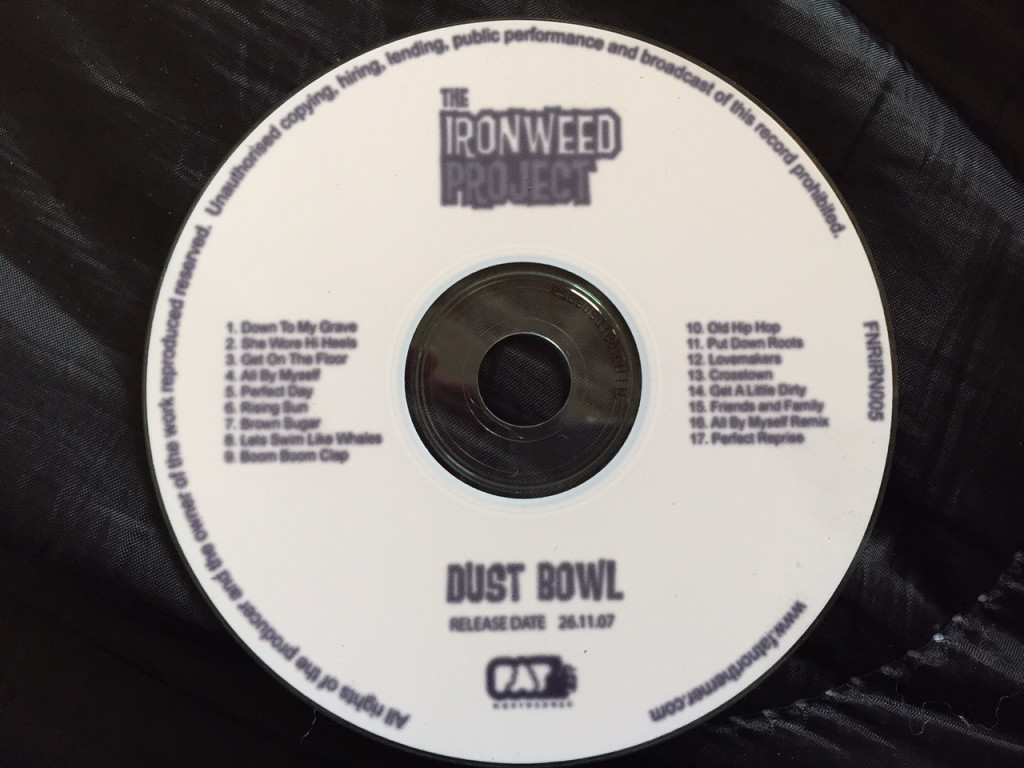 All rights of the producer and the owner of the work reproduced reserved. Unauthorised copying, hiring, lending, public performance and broadcast of this record prohibited.
THE
IRONWEED
PROJECT
1. Down To My Grave
2. She Wore Hi Heels
3. Get On The Floor
4. All By Myself
5. Perfect Day
6. Rising Sun
7. Brown Sugar
8. Lets Swim Like Whales
9. Boom Boom Clap
10. Old Hip Hop
11. Put Down Roots
12. Lovemakers
13. Crosstown
14. Get A Little Dirty
15. Friends and Family
16. All By Myself Remix
17. Perfect Reprise
FNRIRN005
DUST BOWL
RELEASE DATE 26.11.07
www.fatnortherner.com